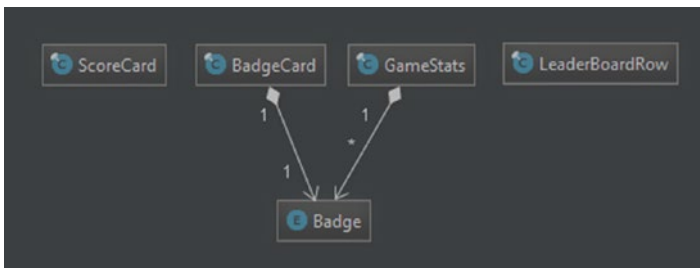 C ScoreCard
C BadgeCard
C GameStats
C LeaderBoardRow
1
1
*
1
E Badge